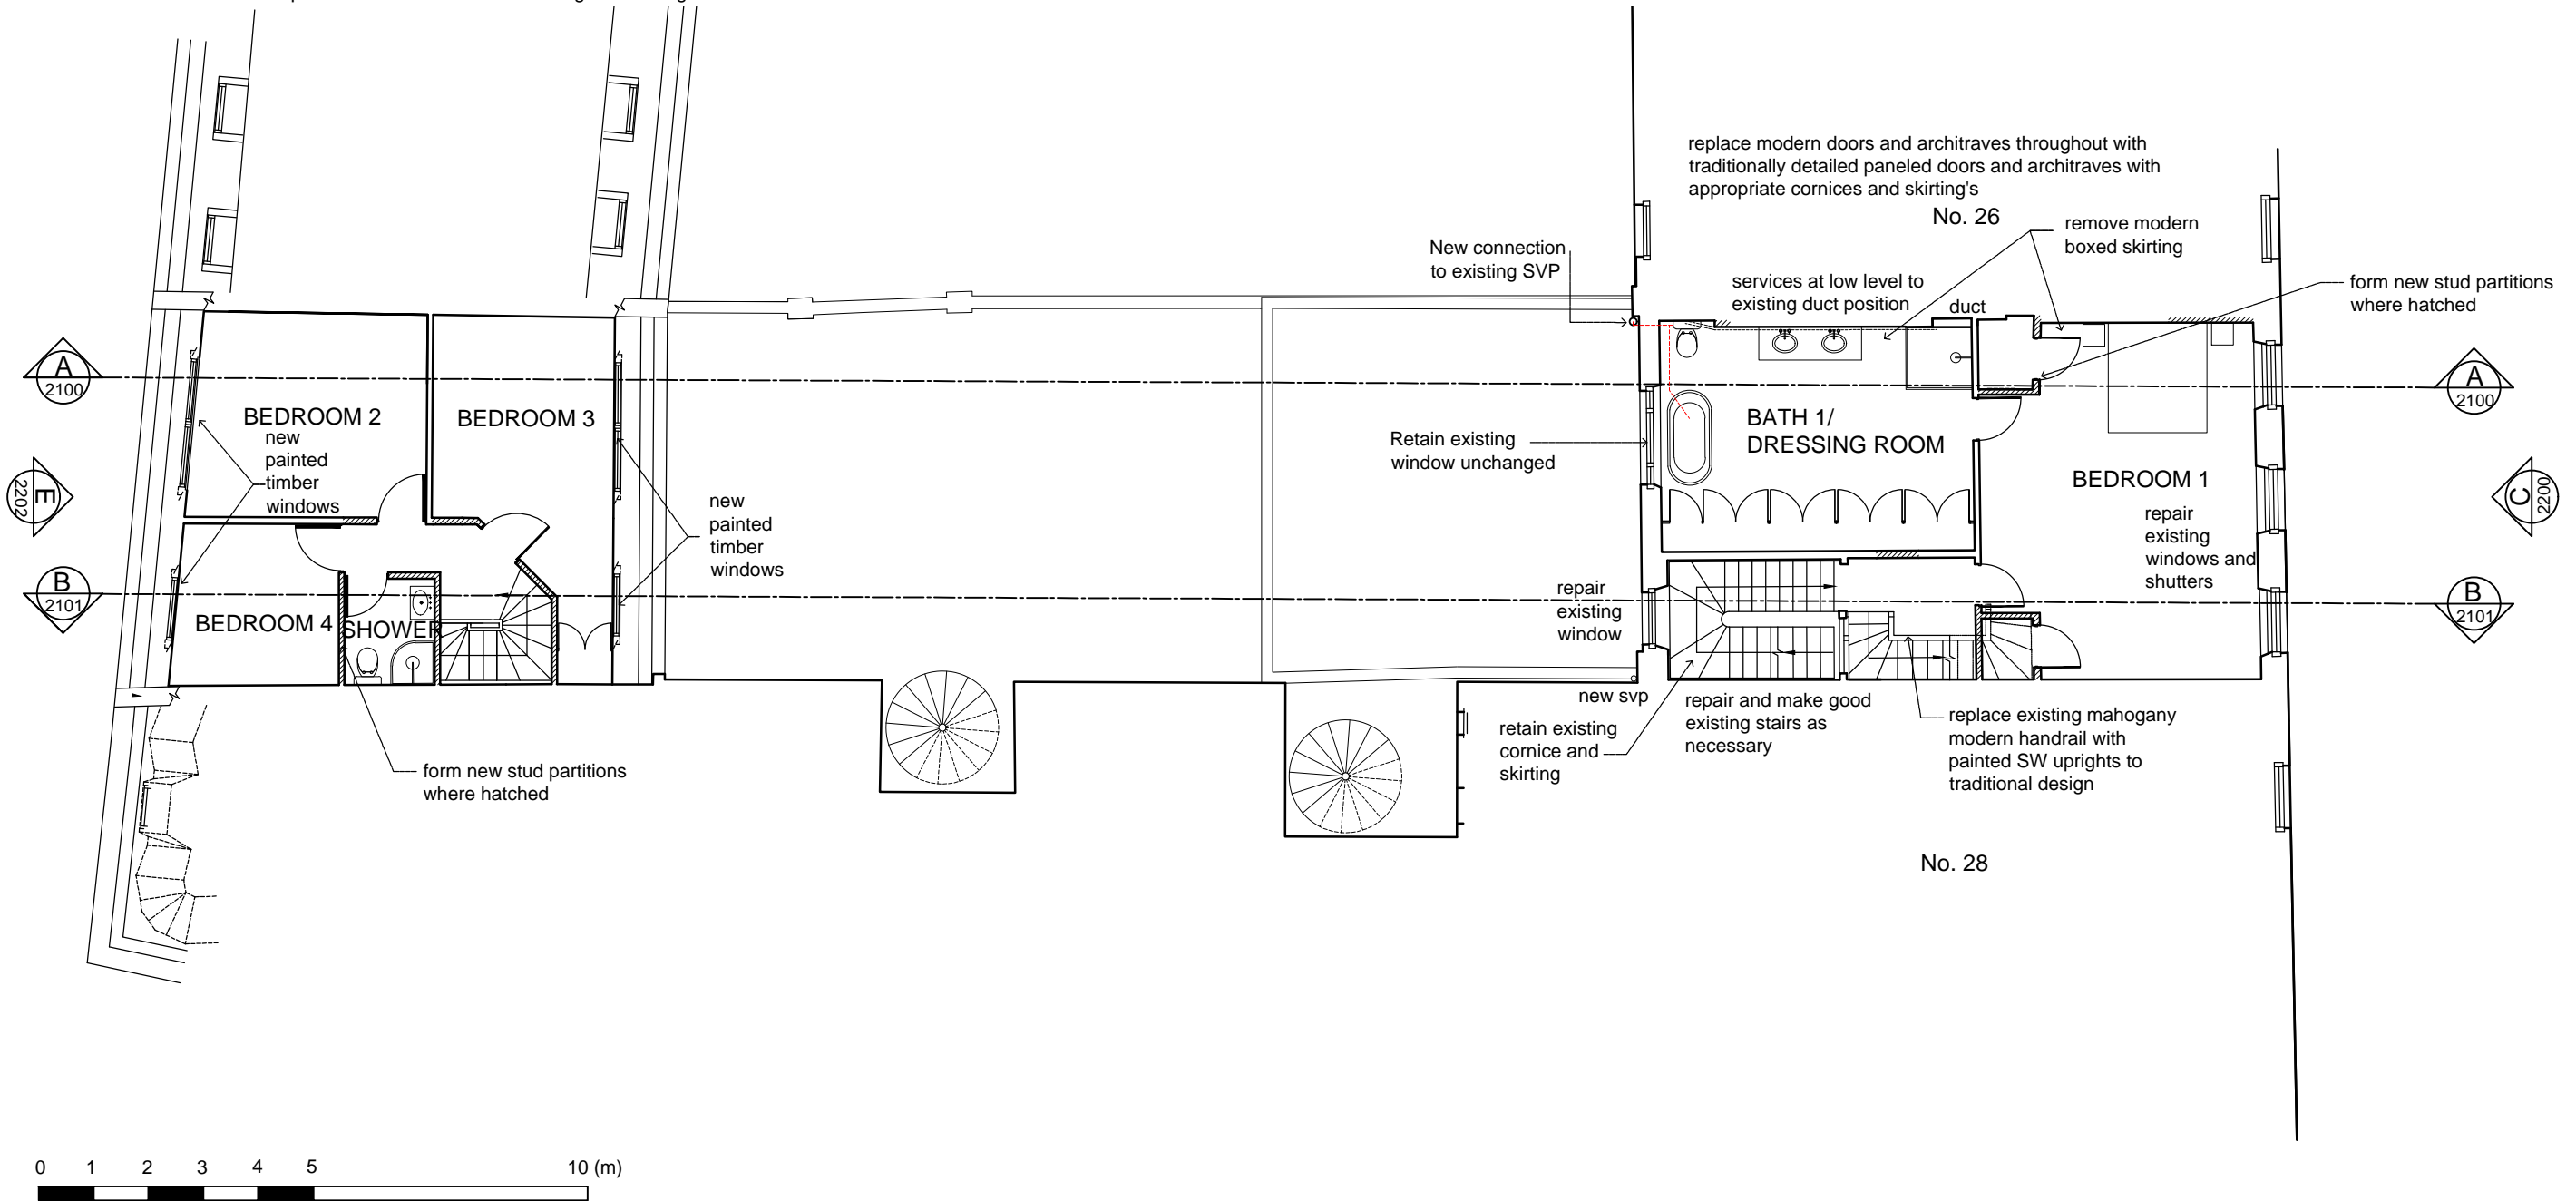 replace modern doors and architraves throughout with
traditionally detailed paneled doors and architraves with
appropriate cornices and skirting's
No. 26
remove modern
boxed skirting
New connection
to existing SVP
services at low level to
existing duct position
duct
form new stud partitions
where hatched
A
2100
A
2100
BEDROOM 2
new
painted
timber
windows
BEDROOM 3
BATH 1/
DRESSING ROOM
Retain existing
window unchanged
BEDROOM 1
repair
existing
windows and
shutters
E
2202
C
2200
new
painted
timber
windows
B
2101
B
2101
BEDROOM 4
SHOWER
repair
existing
window
new svp
retain existing
cornice and
skirting
repair and make good
existing stairs as
necessary
replace existing mahogany
modern handrail with
painted SW uprights to
traditional design
form new stud partitions
where hatched
No. 28
0 1 2 3 4 5 10 (m)